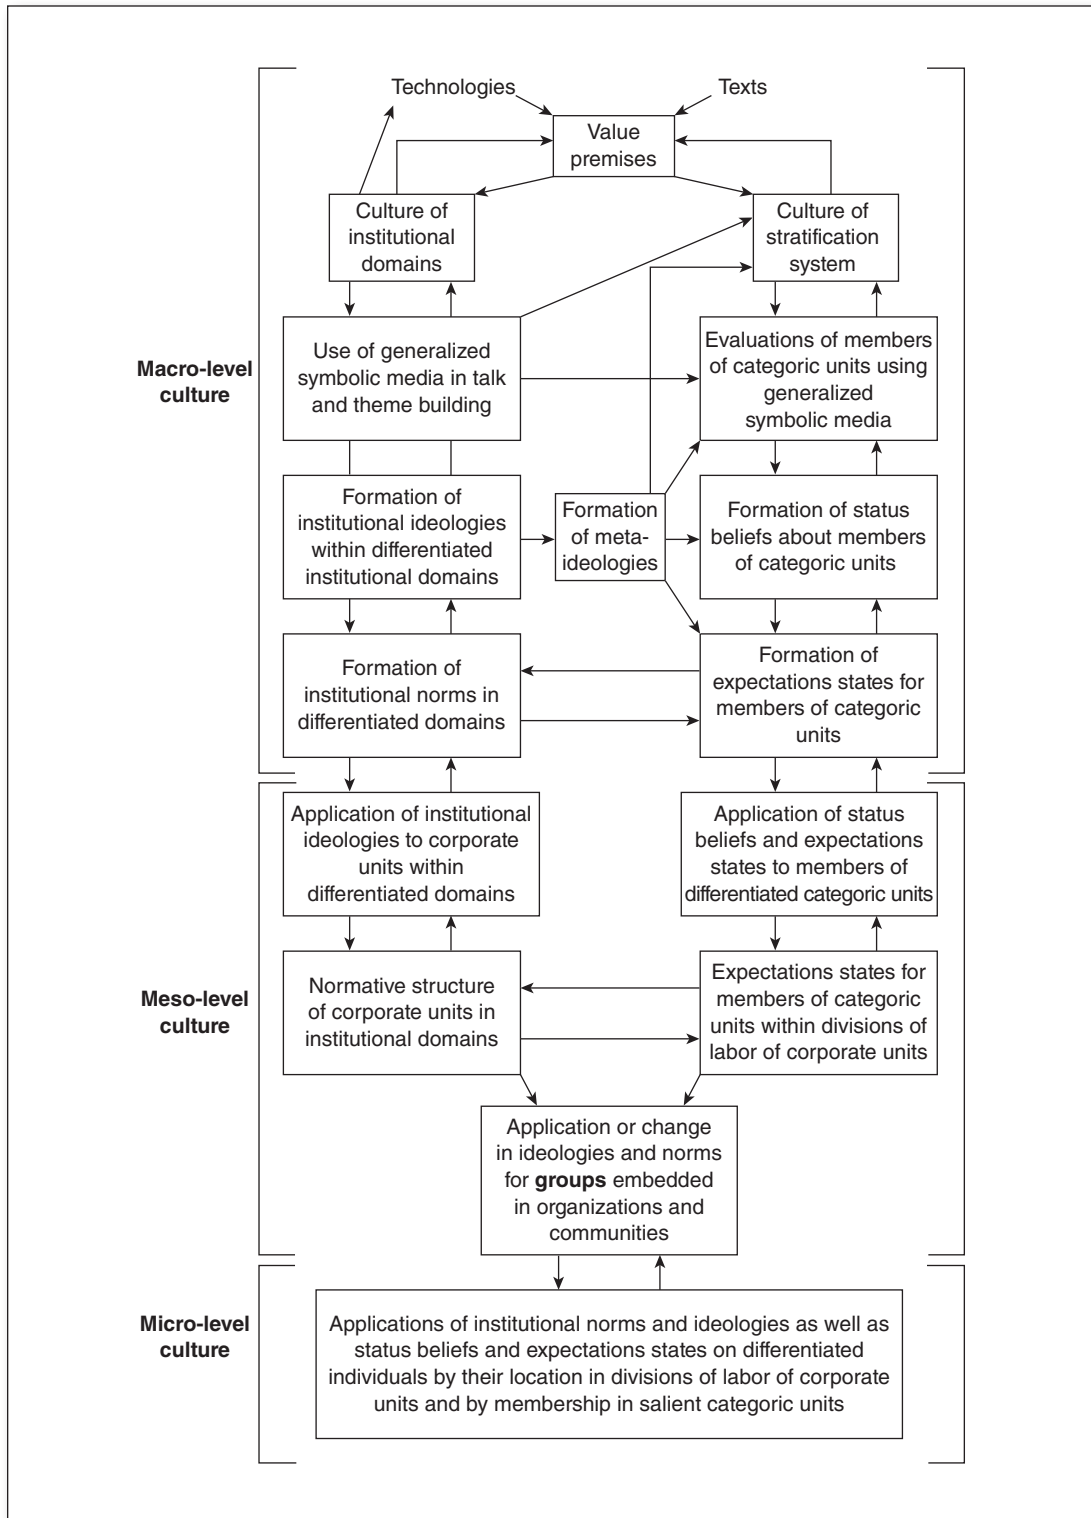 Technologies
Texts
Value
premises
Culture of
institutional
domains
Culture of
stratification
system
Macro-level
culture
Use of generalized
symbolic media in talk
and theme building
Evaluations of members
of categoric units using
generalized
symbolic media
Formation of
institutional ideologies
within differentiated
institutional domains
Formation
of meta-
ideologies
Formation of status
beliefs about members
of categoric units
Formation of
institutional norms in
differentiated domains
Formation of
expectations states for
members of categoric
units
Application of institutional
ideologies to corporate
units within
differentiated domains
Application of status
beliefs and expectations
states to members of
differentiated categoric units
Meso-level
culture
Normative structure
of corporate units in
institutional domains
Expectations states for
members of categoric
units within divisions of
labor of corporate units
Application or change
in ideologies and norms
for groups embedded
in organizations and
communities
Micro-level
culture
Applications of institutional norms and ideologies as well as
status beliefs and expectations states on differentiated
individuals by their location in divisions of labor of corporate
units and by membership in salient categoric units